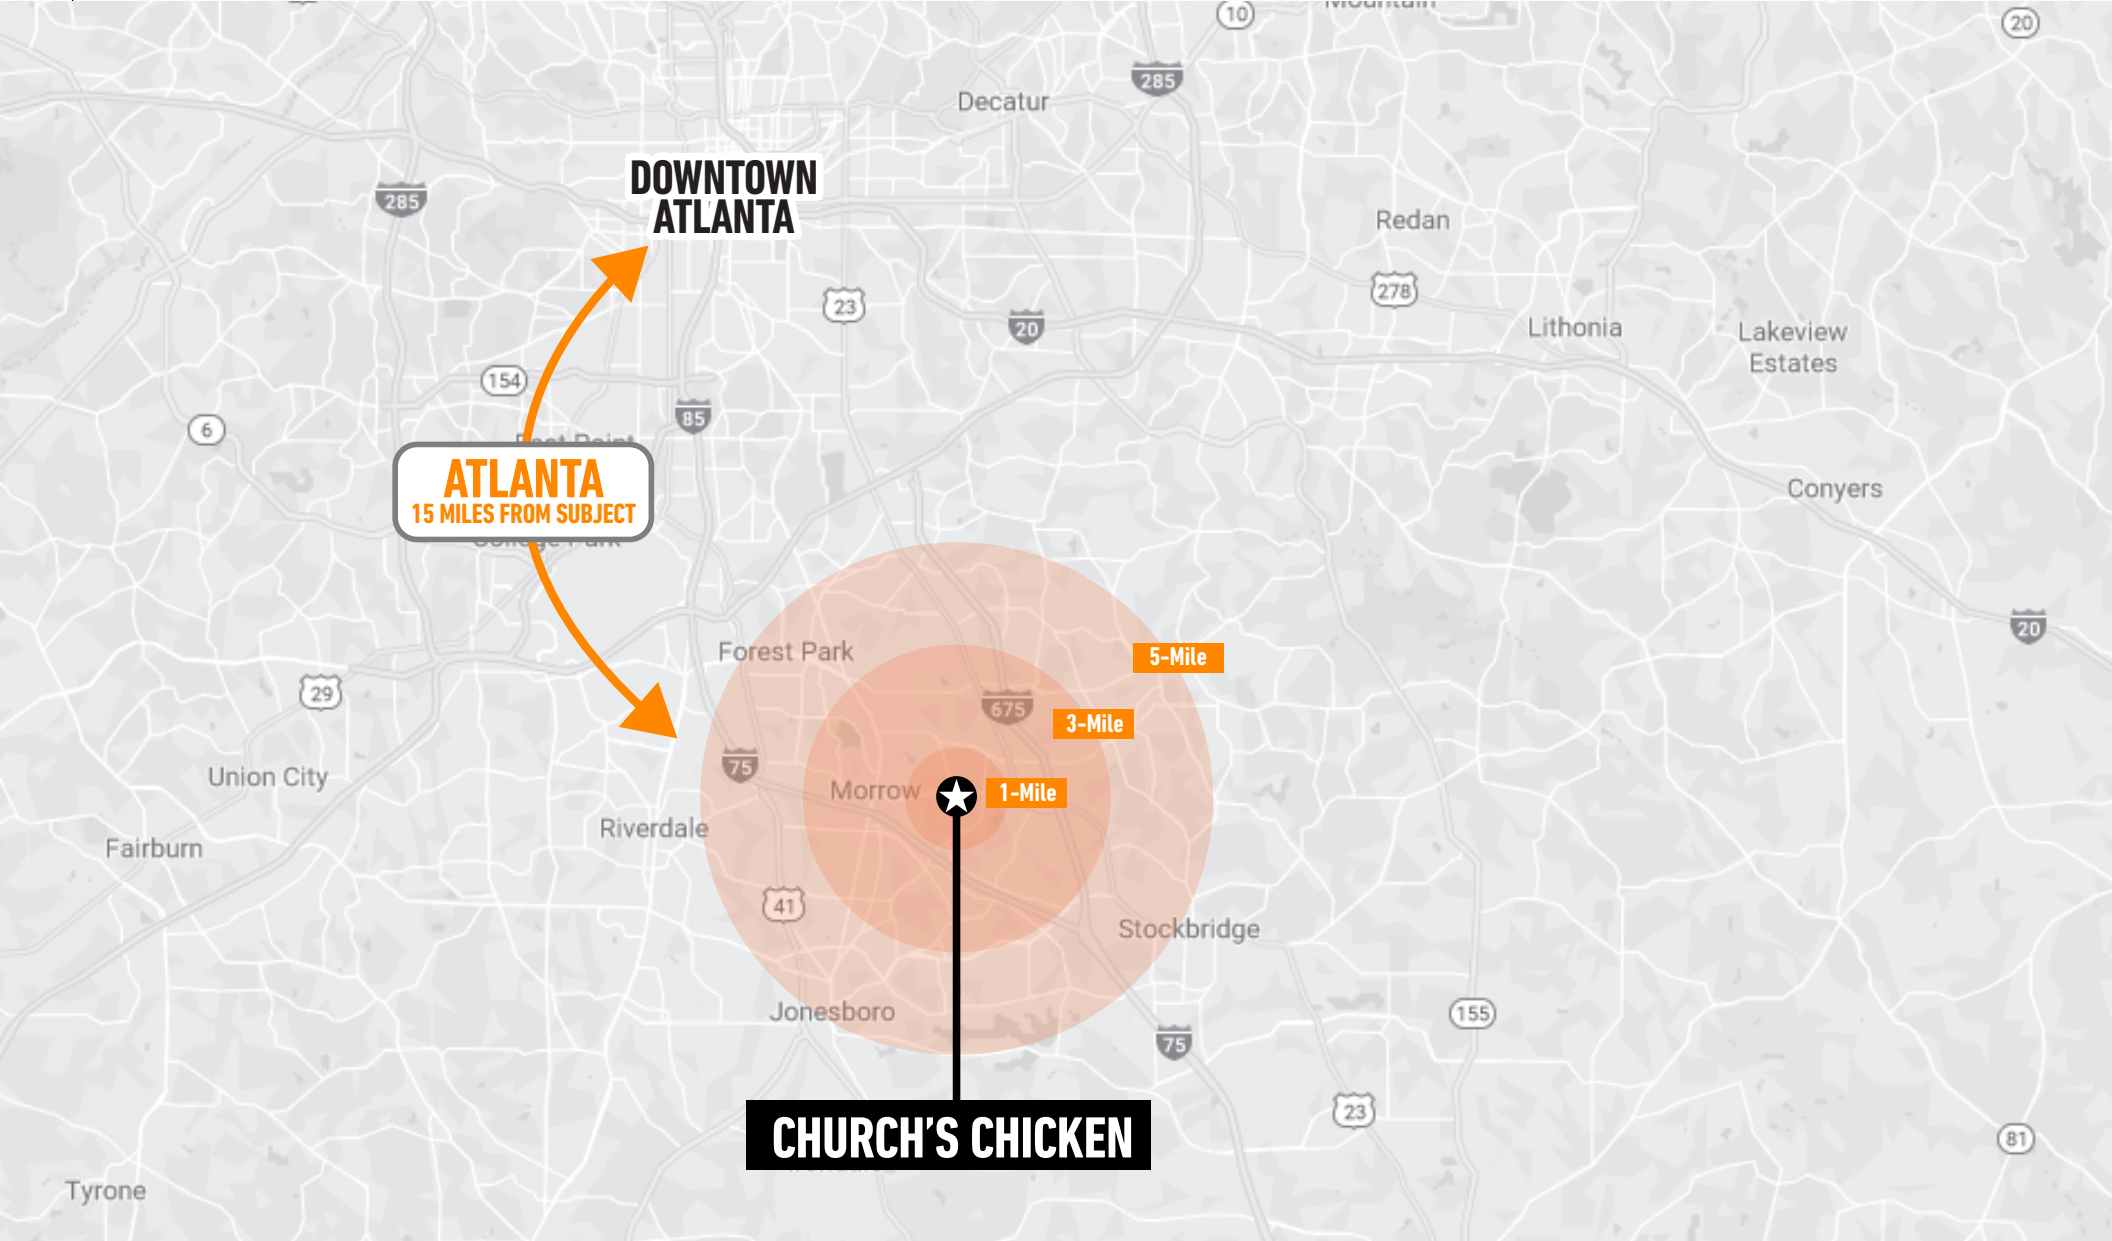 10
20
285
Decatur
DOWNTOWN
ATLANTA
285
Redan
278
23
20
Lithonia
Lakeview
Estates
154
85
6
ATLANTA
15 MILES FROM SUBJECT
Conyers
20
Forest Park
5-Mile
29
675
3-Mile
75
Union City
Morrow
1-Mile
Riverdale
Fairburn
41
Stockbridge
Jonesboro
155
75
23
CHURCH'S CHICKEN
81
Tyrone